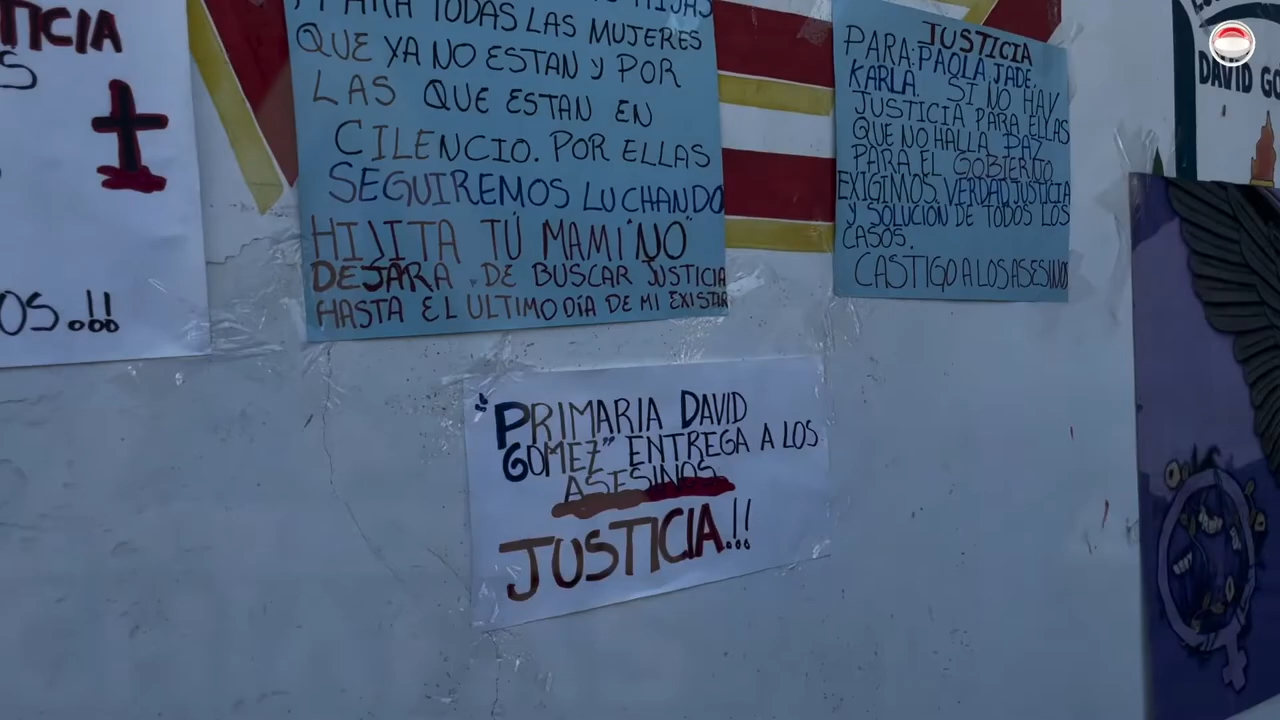 TICIA
S
OS.!!
Y PARA TODAS LAS MUJERES
QUE YA NO ESTAN Y POR
LAS QUE ESTAN EN
CILENCIO. POR ELLAS
SEGUIREMOS LUCHANDO
HIJITA TÚ MAMI "NO"
DEJARA. DE BUSCAR JUSTICIA
HASTA EL ULTIMO DÍA DE MI EXISTIR
JUSTICIA
PARA: PAOLA, JADE,
KARLA. SI NO HAY
JUSTICIA PARA ELLAS
QUE NO HALLA PAZ
PARA EL GOBIERNO
EXIGIMOS, VERDAD, JUSTICIA
Y SOLUCIÓN DE TODOS LOS
CASOS.
CASTIGO A LOS ASESINOS
DAVID GO
"PRIMARIA DAVID
GOMEZ" ENTREGA A LOS
ASESINOS
JUSTICIA.!!